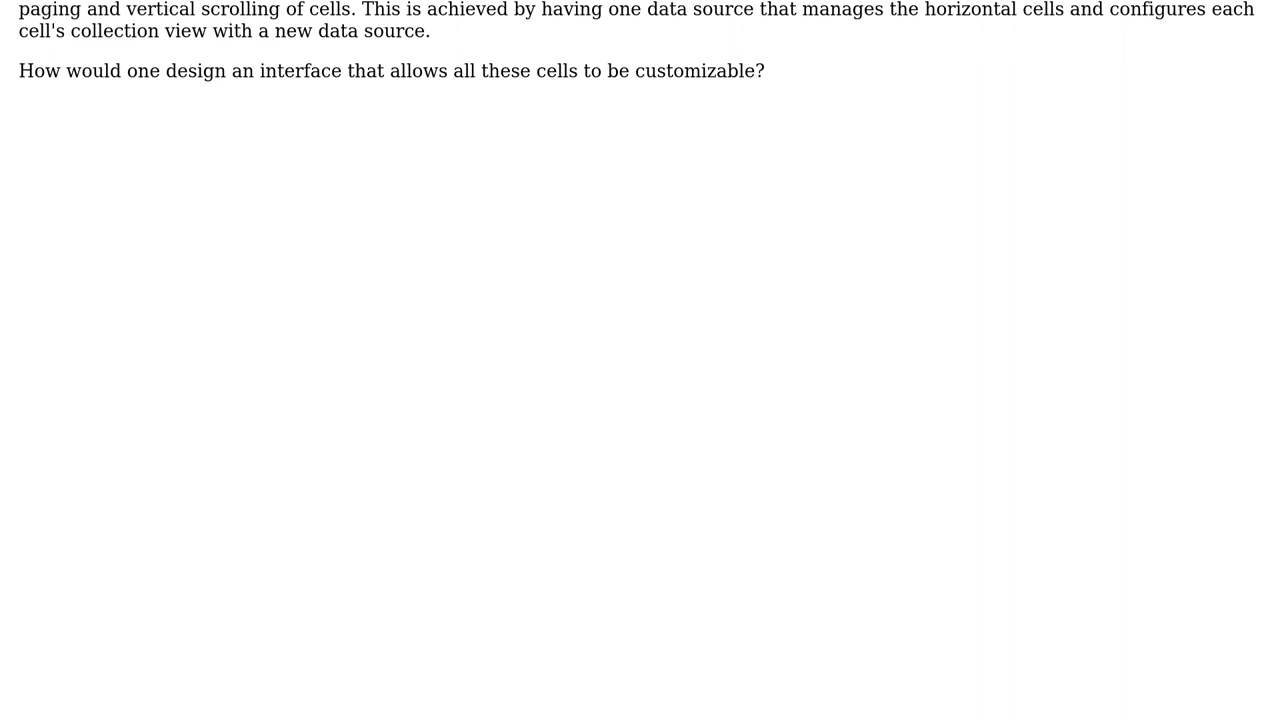 paging and vertical scrolling of cells. This is achieved by having one data source that manages the horizontal cells and configures each
cell's collection view with a new data source.
How would one design an interface that allows all these cells to be customizable?